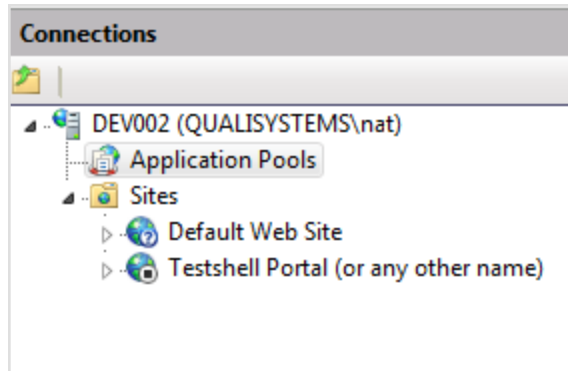 Connections
DEV002 (QUALISYSTEMS\nat)
Application Pools
Sites
Default Web Site
Testshell Portal (or any other name)